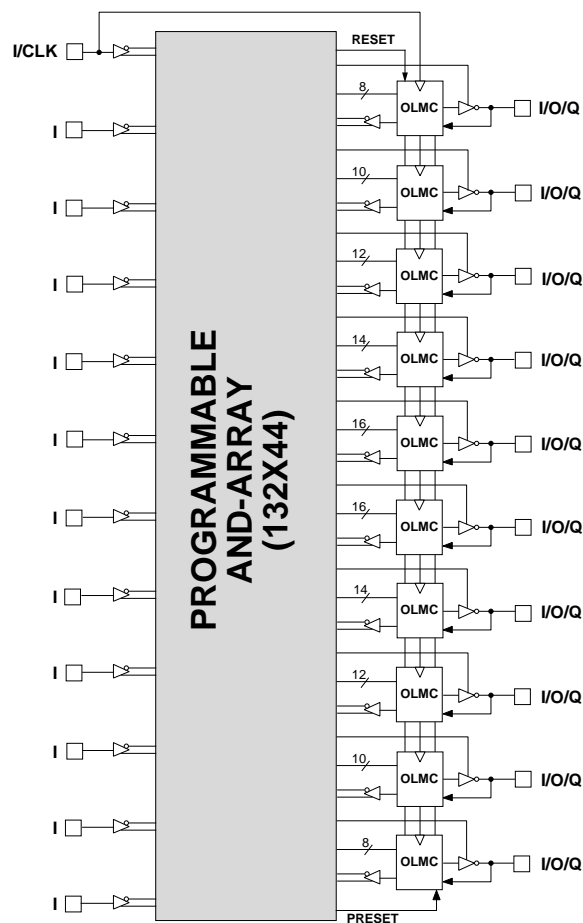 RESET
I/CLK
8
OLMC
I/O/Q
I
10
OLMC
I/O/Q
I
12
OLMC
I/O/Q
I
14
OLMC
I/O/Q
I
16
OLMC
I/O/Q
I
PROGRAMMABLE
AND-ARRAY
(132X44)
16
OLMC
I/O/Q
I
14
OLMC
I/O/Q
I
12
OLMC
I/O/Q
I
10
OLMC
I/O/Q
I
8
OLMC
I/O/Q
I
I
PRESET